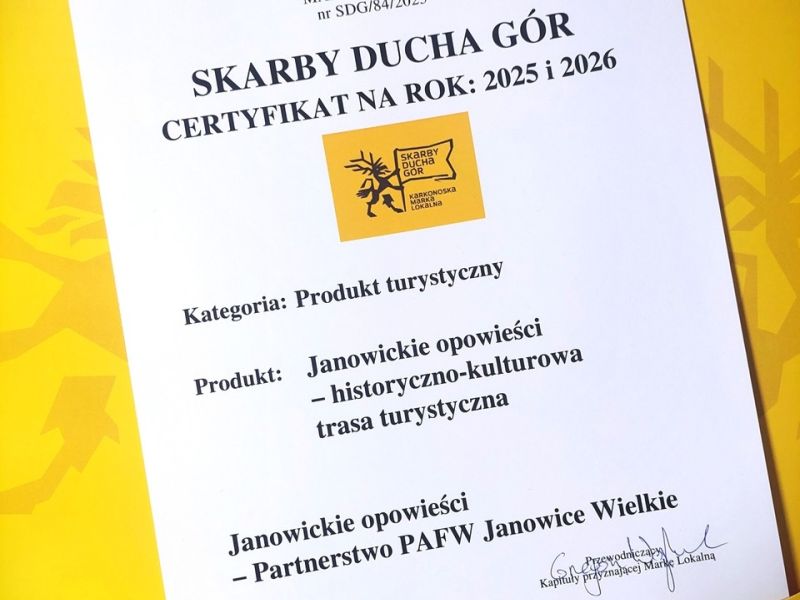 nr SDG/84/2025
SKARBY DUCHA GÓR
CERTYFIKAT NA ROK: 2025 i 2026
SKARBY
DUCHA
GÓR
KARKONOSKA
MARKA
LOKALNA
Kategoria: Produkt turystyczny
Produkt: Janowickie opowieści
– historyczno-kulturowa
trasa turystyczna
Janowickie opowieści
– Partnerstwo PAFW Janowice Wielkie
Przewodniczący
Kapituły przyznającej Markę Lokalną